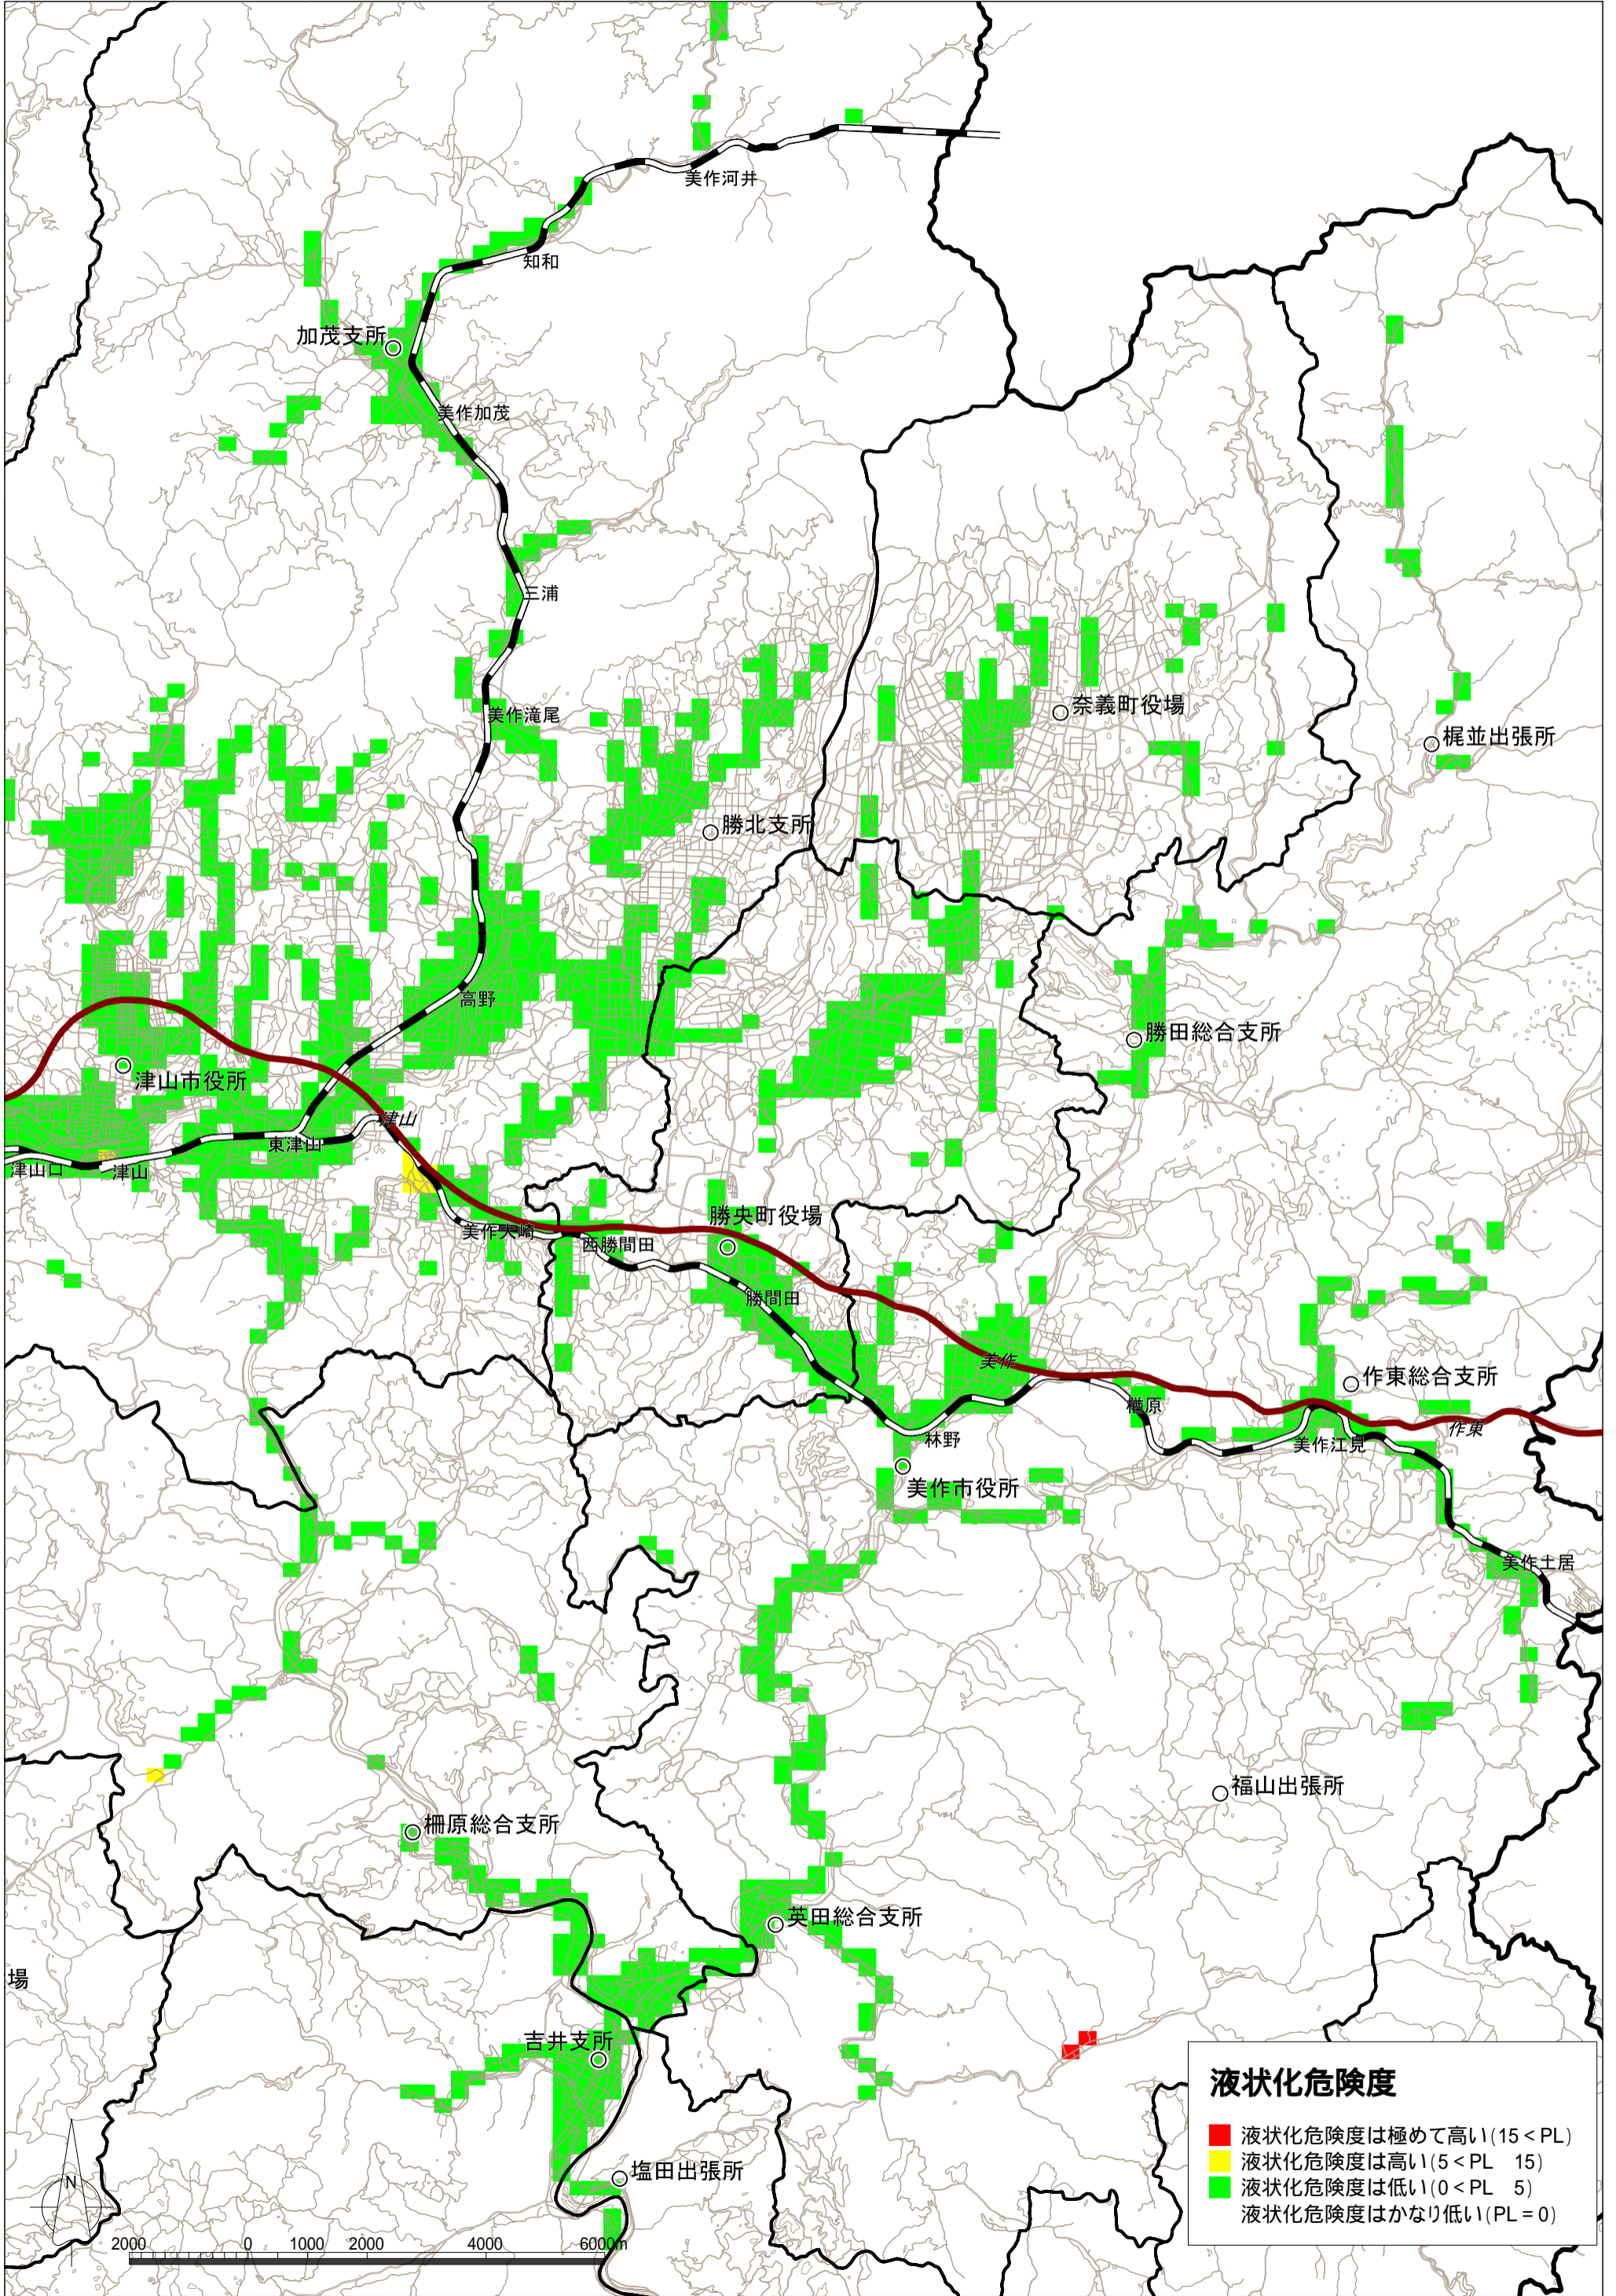 美作河井
知和
加茂支所
美作加茂
三浦
美作滝尾
奈義町役場
梶並出張所
勝北支所
高野
勝田総合支所
津山市役所
津山
東津山
津山口
津山
勝央町役場
美作大崎
西勝間田
勝間田
美作
作東総合支所
楢原
作東
林野
美作江見
美作市役所
美作土居
福山出張所
柵原総合支所
英田総合支所
場
吉井支所
塩田出張所
N
2000 0 1000 2000 4000 6000m
液状化危険度
液状化危険度は極めて高い(15<PL)
液状化危険度は高い(5<PL 15)
液状化危険度は低い(0<PL 5)
液状化危険度はかなり低い(PL=0)